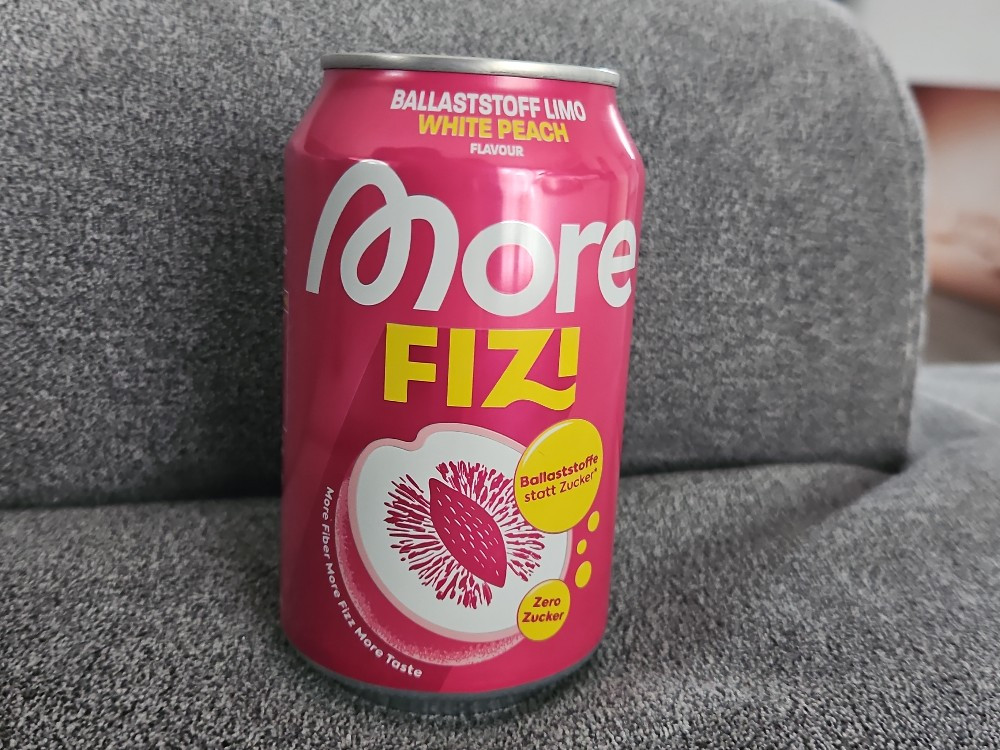 BALLASTSTOFF LIMO
WHITE PEACH
FLAVOUR
More
FIZZ
Ballaststoffe
statt Zucker*
Zero
Zucker
More Fiber More Fizz More Taste